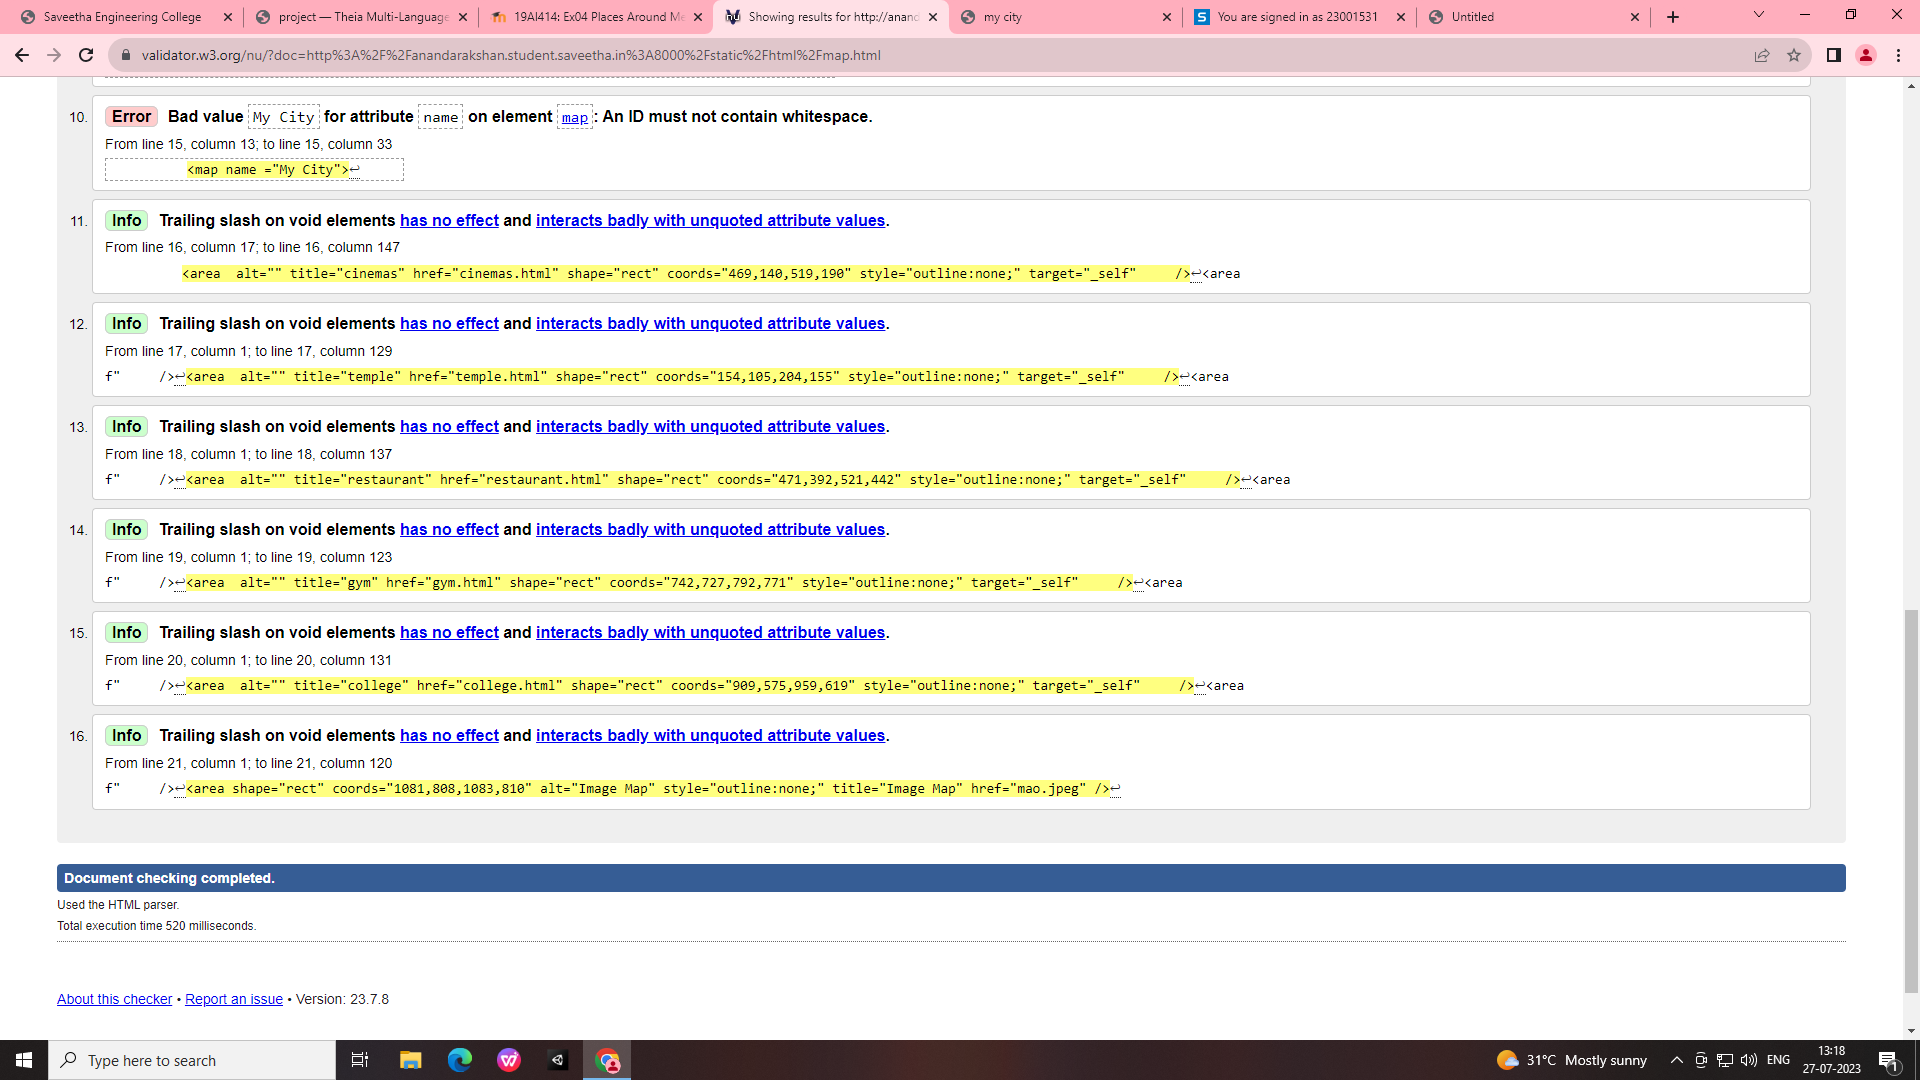 Saveetha Engineering College
project — Theia Multi-Language
19AI414: Ex04 Places Around Me
Showing results for http://anand
my city
You are signed in as 23001531
Untitled
validator.w3.org/nu/?doc=http%3A%2F%2Fanandarakshan.student.saveetha.in%3A8000%2Fstatic%2Fhtml%2Fmap.html
10. Error Bad value My City for attribute name on element map: An ID must not contain whitespace.
From line 15, column 13; to line 15, column 33
<map name ="My City">↩
11. Info Trailing slash on void elements has no effect and interacts badly with unquoted attribute values.
From line 16, column 17; to line 16, column 147
<area  alt="" title="cinemas" href="cinemas.html" shape="rect" coords="469,140,519,190" style="outline:none;" target="_self"     />↩<area
12. Info Trailing slash on void elements has no effect and interacts badly with unquoted attribute values.
From line 17, column 1; to line 17, column 129
f"     />↩<area  alt="" title="temple" href="temple.html" shape="rect" coords="154,105,204,155" style="outline:none;" target="_self"     />↩<area
13. Info Trailing slash on void elements has no effect and interacts badly with unquoted attribute values.
From line 18, column 1; to line 18, column 137
f"     />↩<area  alt="" title="restaurant" href="restaurant.html" shape="rect" coords="471,392,521,442" style="outline:none;" target="_self"     />↩<area
14. Info Trailing slash on void elements has no effect and interacts badly with unquoted attribute values.
From line 19, column 1; to line 19, column 123
f"     />↩<area  alt="" title="gym" href="gym.html" shape="rect" coords="742,727,792,771" style="outline:none;" target="_self"     />↩<area
15. Info Trailing slash on void elements has no effect and interacts badly with unquoted attribute values.
From line 20, column 1; to line 20, column 131
f"     />↩<area  alt="" title="college" href="college.html" shape="rect" coords="909,575,959,619" style="outline:none;" target="_self"     />↩<area
16. Info Trailing slash on void elements has no effect and interacts badly with unquoted attribute values.
From line 21, column 1; to line 21, column 120
f"     />↩<area shape="rect" coords="1081,808,1083,810" alt="Image Map" style="outline:none;" title="Image Map" href="mao.jpeg" />↩
Document checking completed.
Used the HTML parser.
Total execution time 520 milliseconds.
About this checker • Report an issue • Version: 23.7.8
Type here to search
31°C Mostly sunny
ENG
13:18
27-07-2023
1